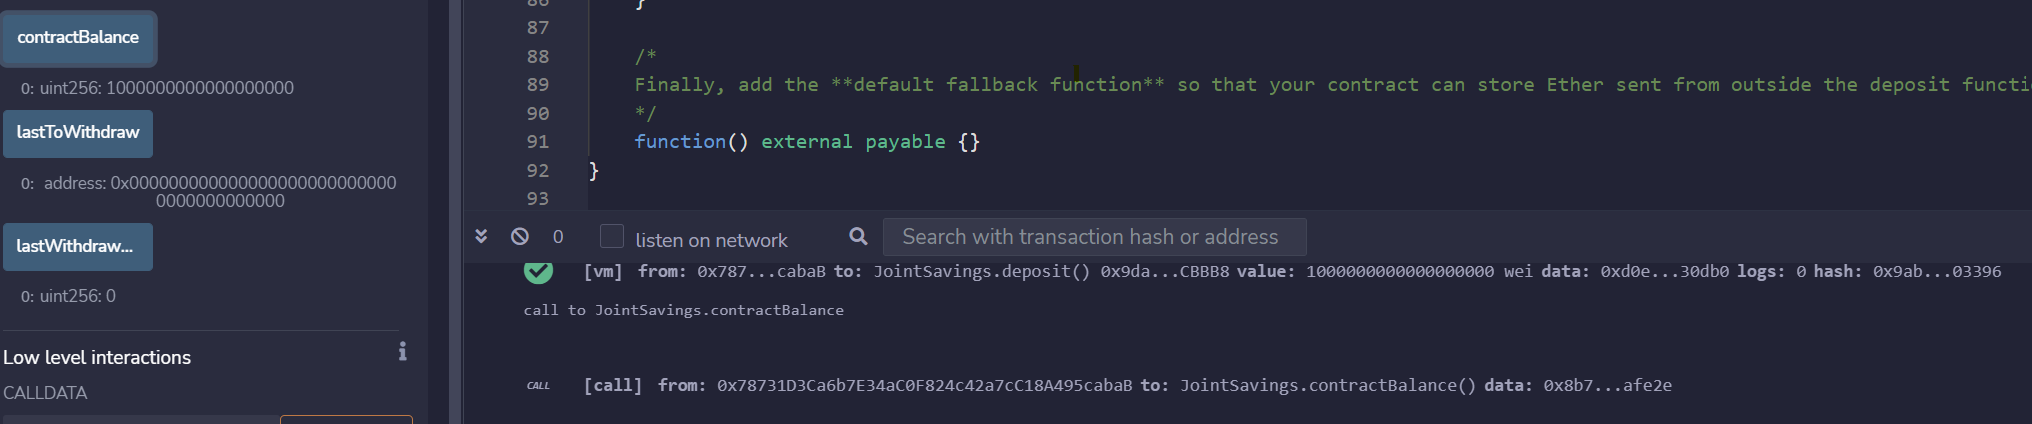 contractBalance
0: uint256: 1000000000000000000
lastToWithdraw
0: address: 0x000000000000000000000000000
0000000000000
lastWithdraw...
0: uint256: 0
Low level interactions
CALLDATA
86 }
87
88 /*
89 Finally, add the **default fallback function** so that your contract can store Ether sent from outside the deposit functi
90 */
91 function() external payable {}
92 }
93
0 listen on network Search with transaction hash or address
[vm] from: 0x787...cabaB to: JointSavings.deposit() 0x9da...CBBB8 value: 1000000000000000000 wei data: 0xd0e...30db0 logs: 0 hash: 0x9ab...03396
call to JointSavings.contractBalance
CALL [call] from: 0x78731D3Ca6b7E34aC0F824c42a7cC18A495cabaB to: JointSavings.contractBalance() data: 0x8b7...afe2e